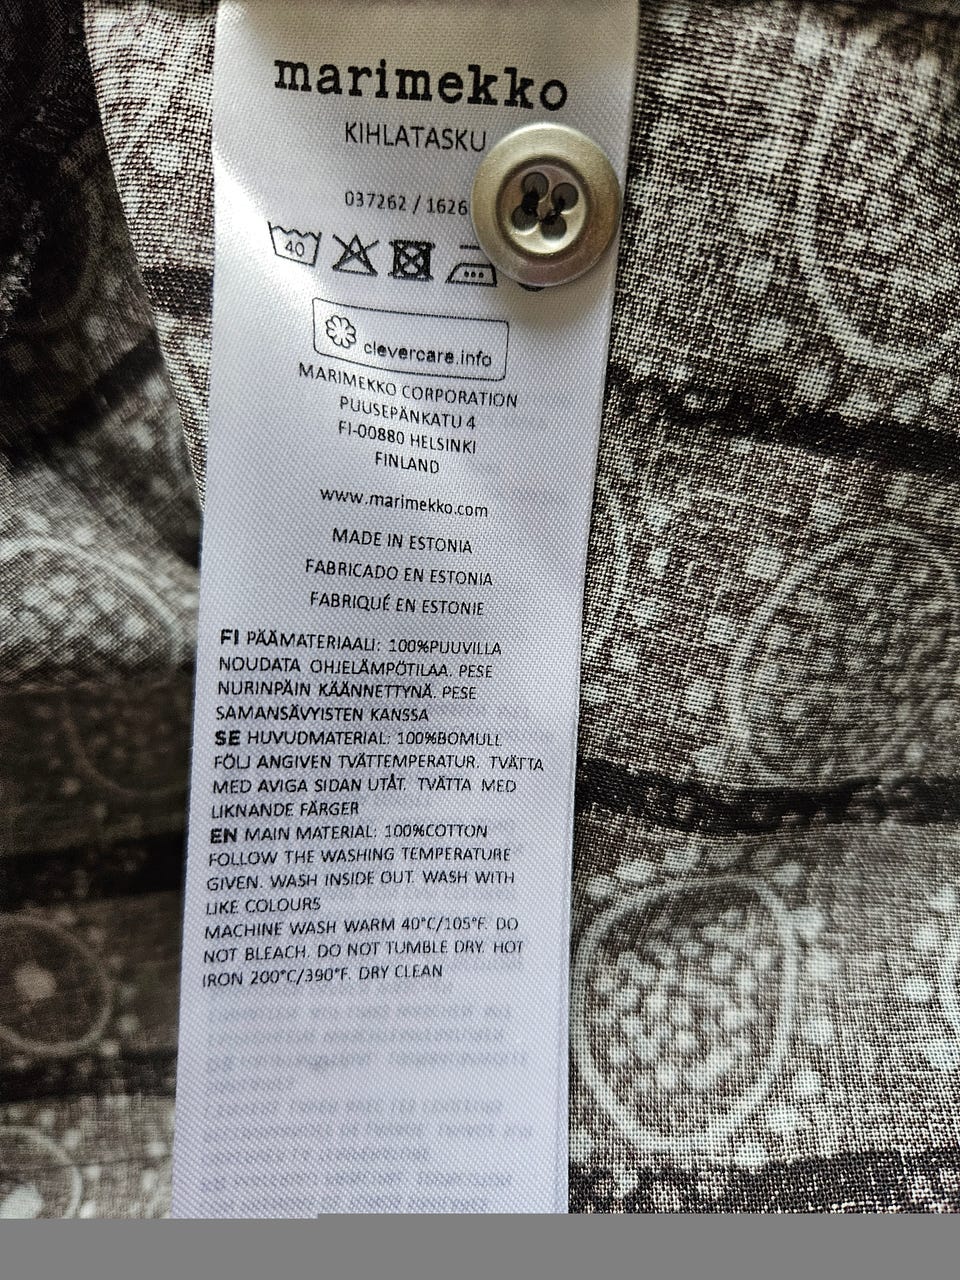 marimekko
KIHLATASKU
037262 / 1626
40
clevercare.info
MARIMEKKO CORPORATION
PUUSEPÄNKATU 4
FI-00880 HELSINKI
FINLAND
www.marimekko.com
MADE IN ESTONIA
FABRICADO EN ESTONIA
FABRIQUÉ EN ESTONIE
FI PÄÄMATERIAALI: 100%PUUVILLA
NOUDATA OHJELÄMPÖTILAA. PESE
NURINPÄIN KÄÄNNETTYNÄ. PESE
SAMANSÄVYISTEN KANSSA
SE HUVUDMATERIAL: 100%BOMULL
FÖLJ ANGIVEN TVÄTTEMPERATUR. TVÄTTA
MED AVIGA SIDAN UTÅT. TVÄTTA MED
LIKNANDE FÄRGER
EN MAIN MATERIAL: 100%COTTON
FOLLOW THE WASHING TEMPERATURE
GIVEN. WASH INSIDE OUT. WASH WITH
LIKE COLOURS
MACHINE WASH WARM 40°C/105°F. DO
NOT BLEACH. DO NOT TUMBLE DRY. HOT
IRON 200°C/390°F. DRY CLEAN